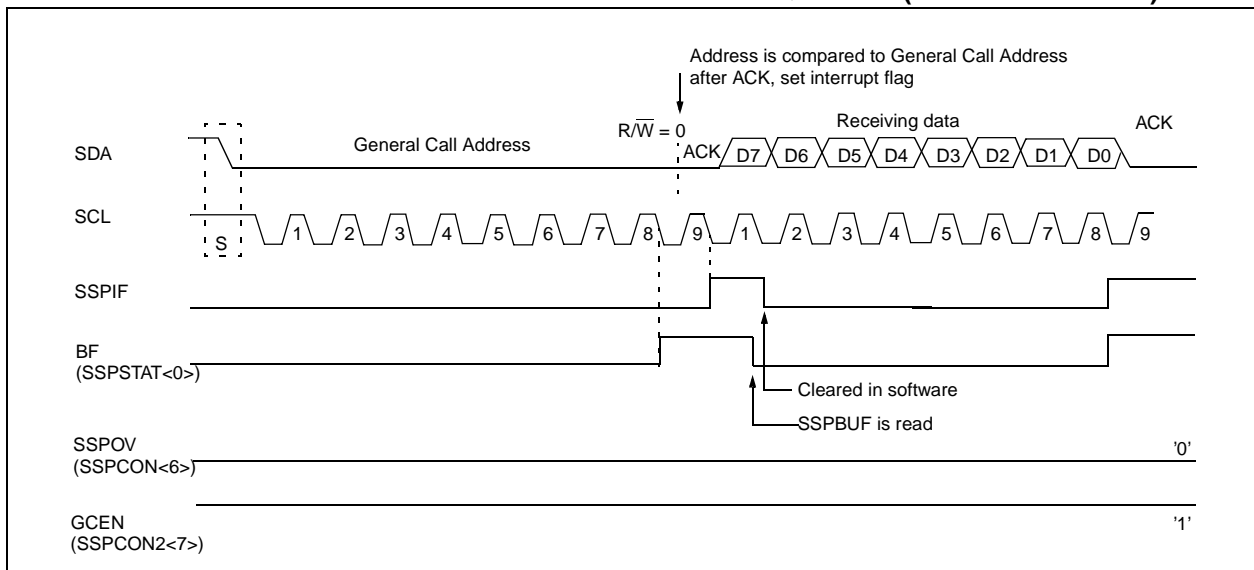 Address is compared to General Call Address
after ACK, set interrupt flag
R/W = 0
Receiving data
ACK
SDA
General Call Address
ACK
D7 D6 D5 D4 D3 D2 D1 D0
SCL
S
1 2 3 4 5 6 7 8 9 1 2 3 4 5 6 7 8 9
SSPIF
BF
(SSPSTAT<0>)
Cleared in software
SSPBUF is read
SSPOV
(SSPCON<6>)
'0'
GCEN
(SSPCON2<7>)
'1'